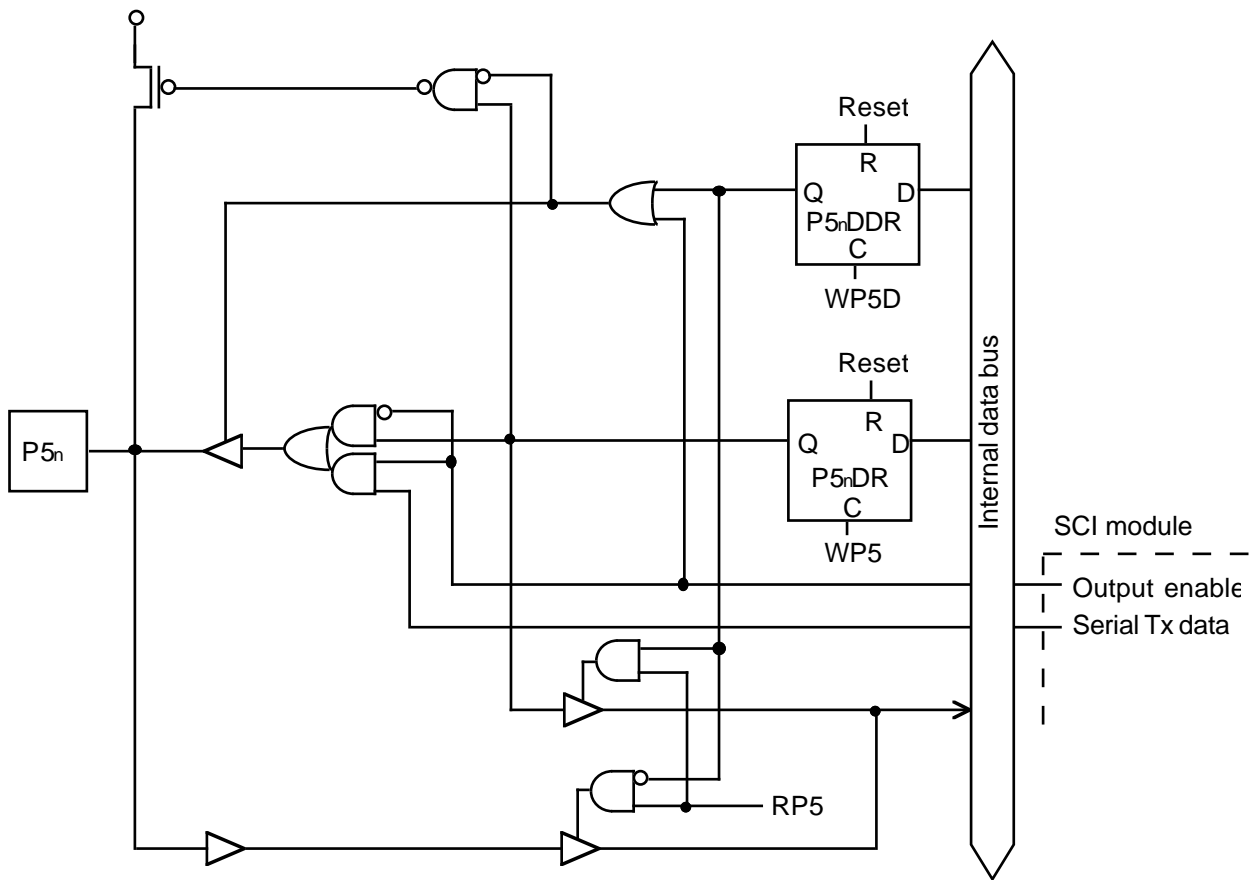 Reset
R
Q
D
P5nDDR
C
WP5D
Internal data bus
Reset
R
Q
D
P5nDR
C
WP5
P5n
SCI module
Output enable
Serial Tx data
RP5